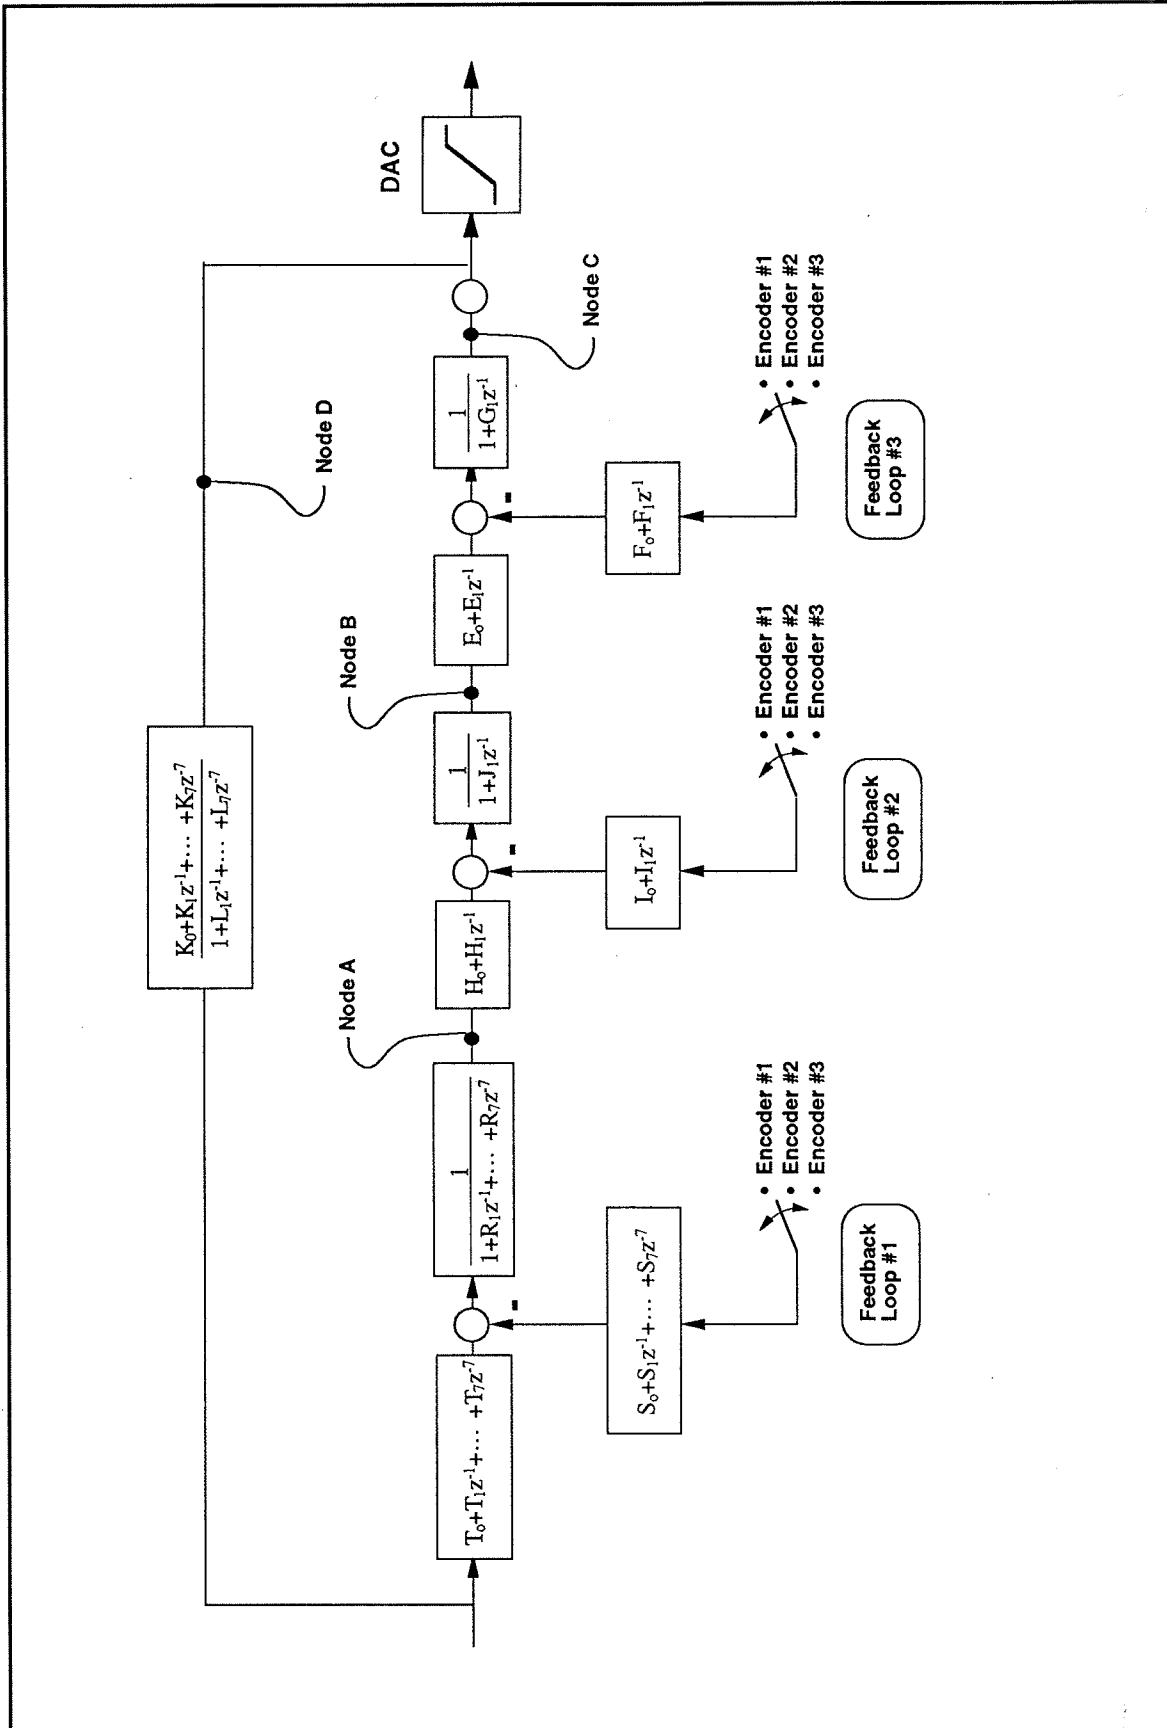 K₀+K₁z⁻¹+... +K₇z⁻⁷
1+L₁z⁻¹+... +L₇z⁻⁷
Node D
DAC
Node A
Node B
Node C
T₀+T₁z⁻¹+... +T₇z⁻⁷
1
1+R₁z⁻¹+... +R₇z⁻⁷
H₀+H₁z⁻¹
1
1+J₁z⁻¹
E₀+E₁z⁻¹
1
1+G₁z⁻¹
-
-
-
S₀+S₁z⁻¹+... +S₇z⁻⁷
I₀+I₁z⁻¹
F₀+F₁z⁻¹
• Encoder #1
• Encoder #2
• Encoder #3
• Encoder #1
• Encoder #2
• Encoder #3
• Encoder #1
• Encoder #2
• Encoder #3
Feedback
Loop #1
Feedback
Loop #2
Feedback
Loop #3